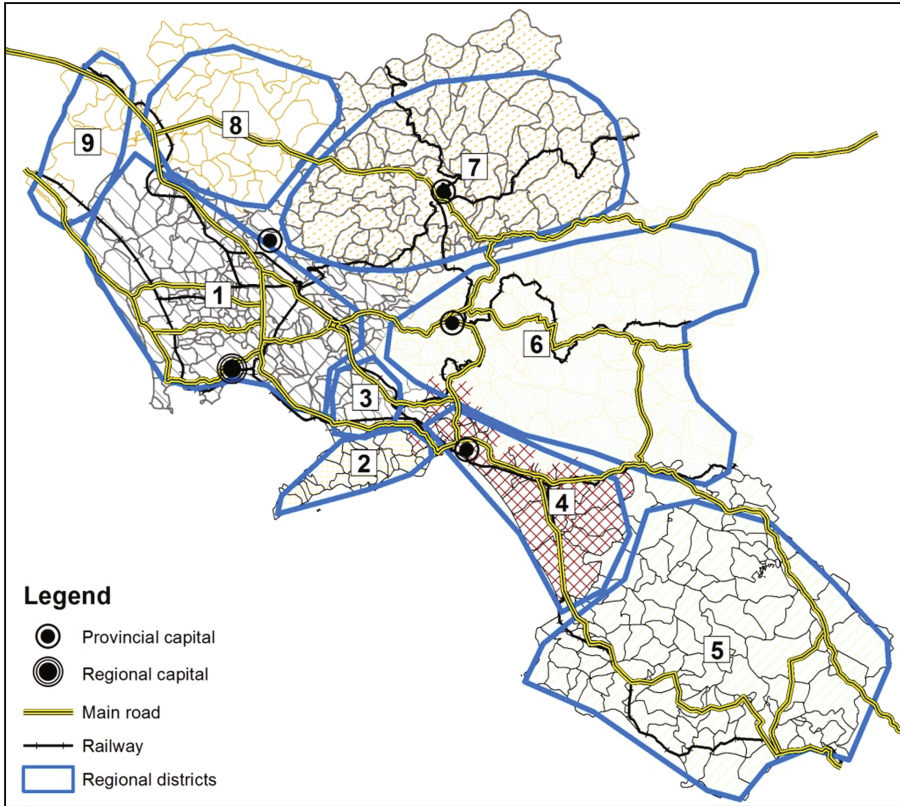 9
8
7
1
6
3
2
4
5
Legend
Provincial capital
Regional capital
Main road
Railway
Regional districts